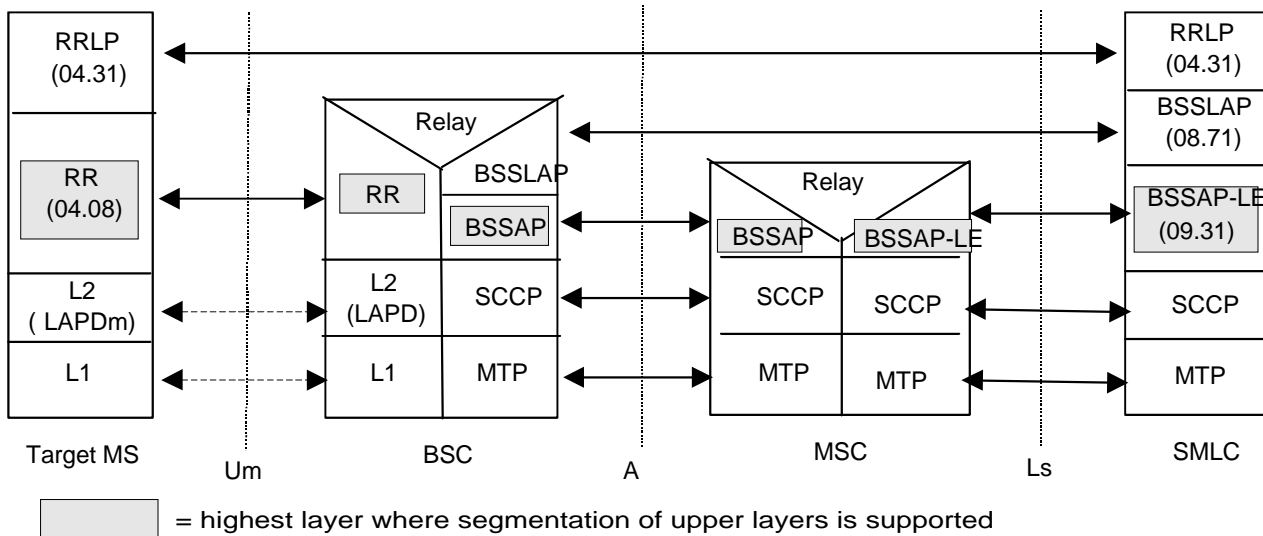 RRLP
(04.31)
RR
(04.08)
L2
( LAPDm)
L1
Target MS
Um
Relay
RR
BSSLAP
BSSAP
L2
(LAPD)
SCCP
L1
MTP
BSC
A
Relay
BSSAP
BSSAP-LE
SCCP
SCCP
MTP
MTP
MSC
Ls
RRLP
(04.31)
BSSLAP
(08.71)
BSSAP-LE
(09.31)
SCCP
MTP
SMLC
= highest layer where segmentation of upper layers is supported